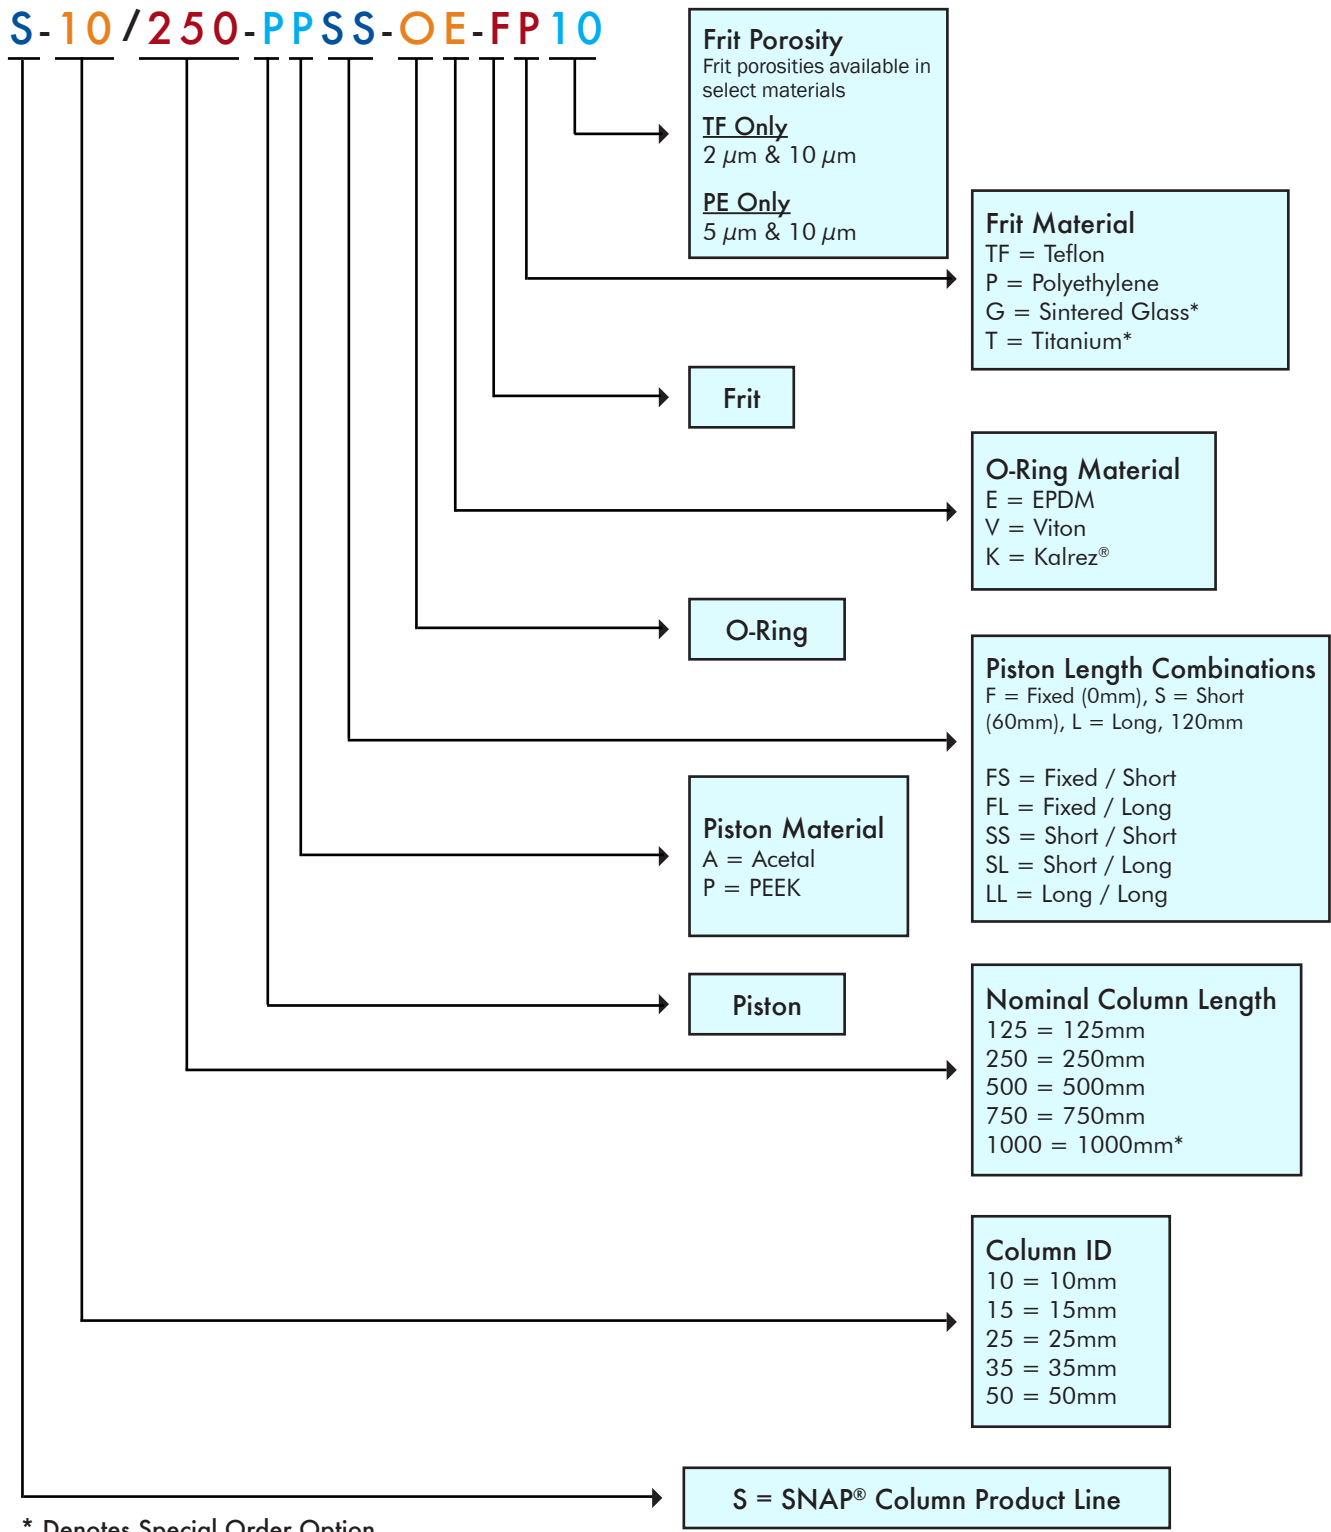 S-10/250-PPSS-OE-FP10
Frit Porosity
Frit porosities available in
select materials
TF Only
2 µm & 10 µm
PE Only
5 µm & 10 µm
Frit Material
TF = Teflon
P = Polyethylene
G = Sintered Glass*
T = Titanium*
Frit
O-Ring Material
E = EPDM
V = Viton
K = Kalrez®
O-Ring
Piston Length Combinations
F = Fixed (0mm), S = Short
(60mm), L = Long, 120mm
FS = Fixed / Short
FL = Fixed / Long
SS = Short / Short
SL = Short / Long
LL = Long / Long
Piston Material
A = Acetal
P = PEEK
Piston
Nominal Column Length
125 = 125mm
250 = 250mm
500 = 500mm
750 = 750mm
1000 = 1000mm*
Column ID
10 = 10mm
15 = 15mm
25 = 25mm
35 = 35mm
50 = 50mm
S = SNAP® Column Product Line
* Denotes Special Order Option